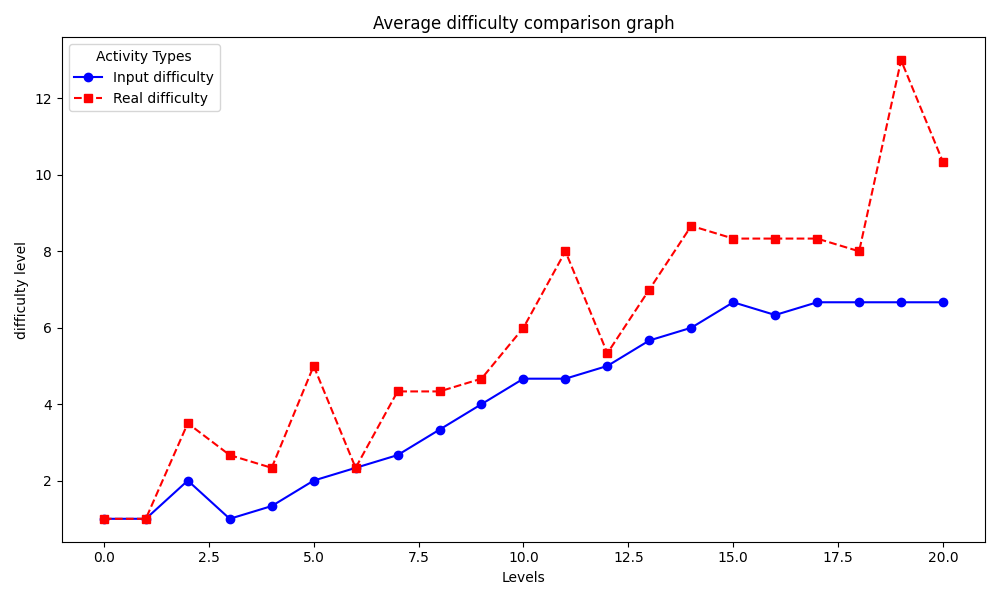 Average difficulty comparison graph
Activity Types
Input difficulty
Real difficulty
difficulty level
12
10
8
6
4
2
0.0 2.5 5.0 7.5 10.0 12.5 15.0 17.5 20.0
Levels